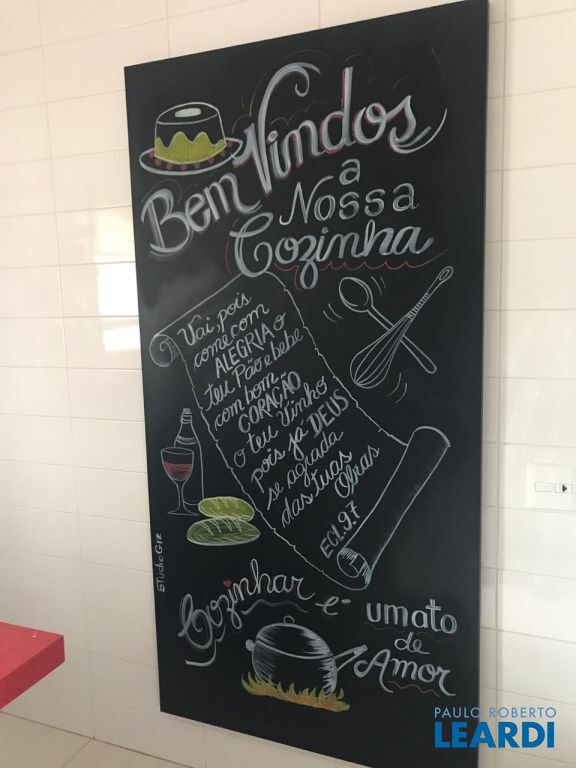 Bem Vindos
a
Nossa
Cozinha
Vai, pois
come com
ALEGRIA o
teu Pão e bebe
com bom
CORAÇÃO
o teu Vinho
pois já DEUS
se agrada
das tuas
Obras
ECl. 9.7
STudio Giz
Cozinhar é um ato
de
Amor
PAULO ROBERTO
LEARDI